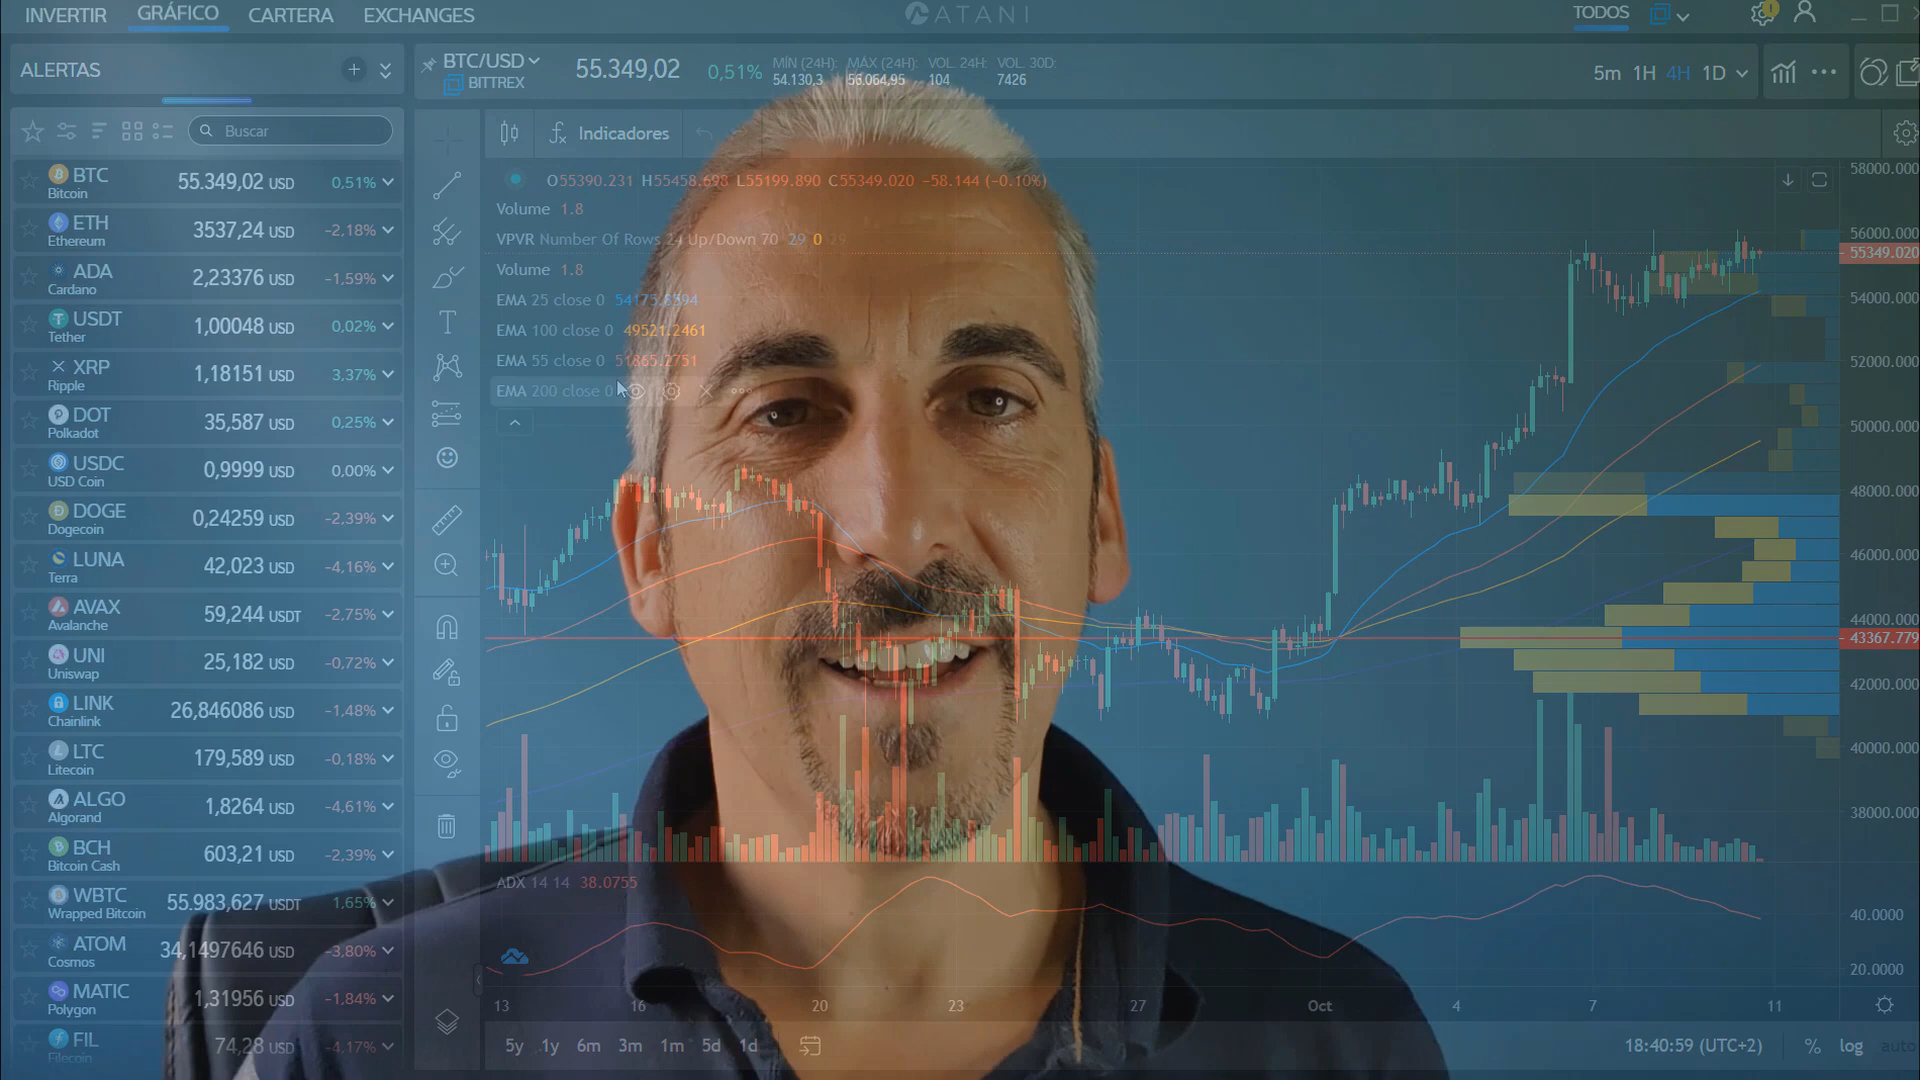 INVERTIR GRÁFICO CARTERA EXCHANGES
ATANI
TODOS
ALERTAS
BTC/USD
BITTREX
55.349,02
0,51%
MÍN (24H): MÁX (24H): VOL. 24H: VOL. 30D:
54.130,3 56.064,95 104 7426
5m 1H 4H 1D
Buscar
Indicadores
O55390.231 H55458.698 L55199.890 C55349.020 −58.144 (−0.10%)
Volume 1.8
VPVR Number Of Rows 24 Up/Down 70 29 0 29
Volume 1.8
EMA 25 close 0 54175.8594
EMA 100 close 0 49521.2461
EMA 55 close 0 51865.2751
EMA 200 close 0
BTC 55.349,02 USD 0,51%
Bitcoin
ETH 3537,24 USD -2,18%
Ethereum
ADA 2,23376 USD -1,59%
Cardano
USDT 1,00048 USD 0,02%
Tether
XRP 1,18151 USD 3,37%
Ripple
DOT 35,587 USD 0,25%
Polkadot
USDC 0,9999 USD 0,00%
USD Coin
DOGE 0,24259 USD -2,39%
Dogecoin
LUNA 42,023 USD -4,16%
Terra
AVAX 59,244 USDT -2,75%
Avalanche
UNI 25,182 USD -0,72%
Uniswap
LINK 26,846086 USD -1,48%
Chainlink
LTC 179,589 USD -0,18%
Litecoin
ALGO 1,8264 USD -4,61%
Algorand
BCH 603,21 USD -2,39%
Bitcoin Cash
WBTC 55.983,627 USDT 1,65%
Wrapped Bitcoin
ATOM 34,1497646 USD -3,80%
Cosmos
MATIC 1,31956 USD -1,84%
Polygon
FIL 74,28 USD -4,17%
Filecoin
58000.000
56000.000
55349.020
54000.000
52000.000
50000.000
48000.000
46000.000
44000.000
43367.779
42000.000
40000.000
38000.000
ADX 14 14 38.0755
40.0000
20.0000
13 16 20 23 27 Oct 4 7 11
5y 1y 6m 3m 1m 5d 1d
18:40:59 (UTC+2) % log auto